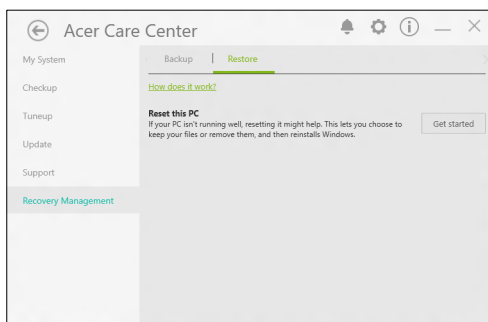 Acer Care Center
My System
Backup | Restore
Checkup
How does it work?
Reset this PC
If your PC isn't running well, resetting it might help. This lets you choose to
keep your files or remove them, and then reinstalls Windows.
Get started
Tuneup
Update
Support
Recovery Management